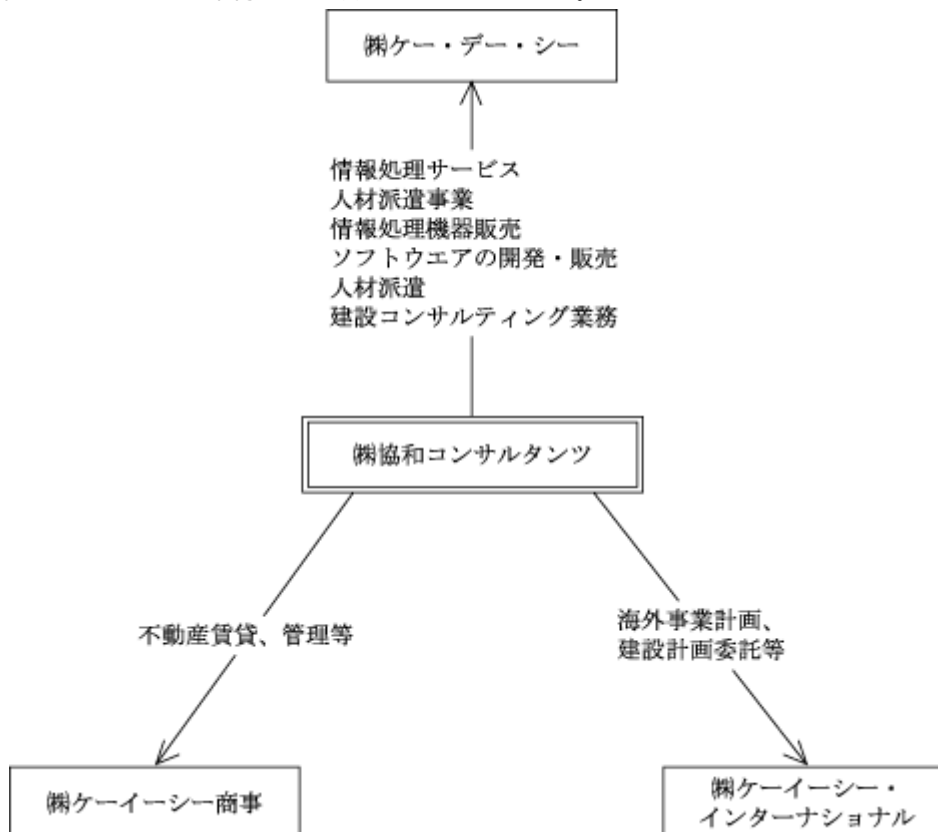 ㈱ケー・デー・シー
情報処理サービス
人材派遣事業
情報処理機器販売
ソフトウエアの開発・販売
人材派遣
建設コンサルティング業務
㈱協和コンサルタンツ
不動産賃貸、管理等
海外事業計画、
建設計画委託等
㈱ケーイーシー商事
㈱ケーイーシー・
インターナショナル